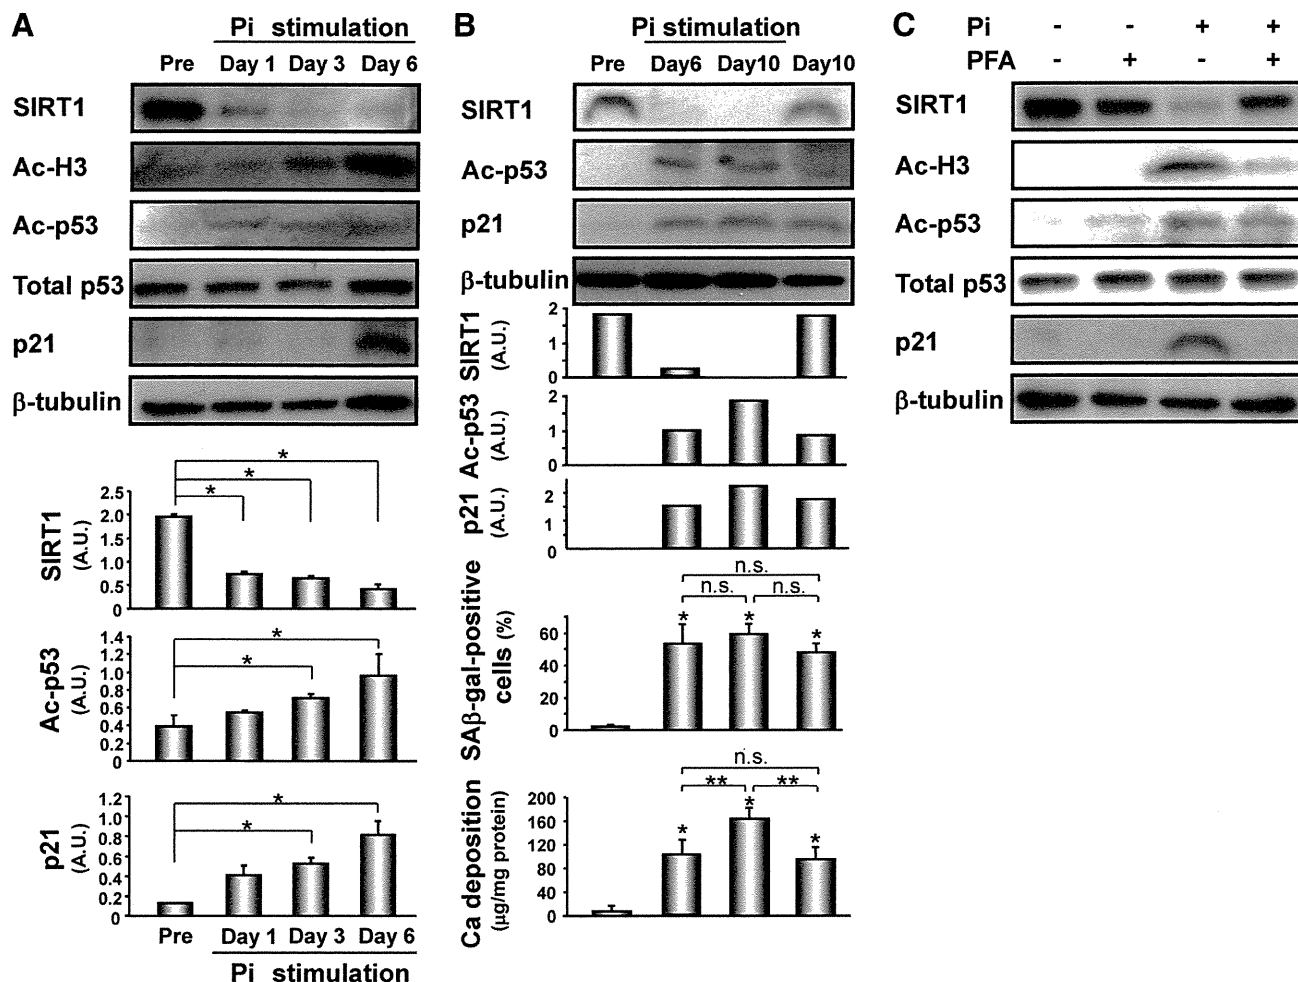 A
Pi stimulation
Pre Day 1 Day 3 Day 6
SIRT1
Ac-H3
Ac-p53
Total p53
p21
β-tubulin
* 
*
*
SIRT1
(A.U.)
2.5
2.0
1.5
1.0
0.5
0
*
*
Ac-p53
(A.U.)
1.4
1.2
1.0
0.8
0.6
0.4
0.2
0
*
*
p21
(A.U.)
1.2
1.0
0.8
0.6
0.4
0.2
0
Pre Day 1 Day 3 Day 6
Pi stimulation
B
Pi stimulation
Pre Day6 Day10 Day10
SIRT1
Ac-p53
p21
β-tubulin
SIRT1
(A.U.)
2
1
0
Ac-p53
(A.U.)
2
1
0
p21
(A.U.)
2
1
0
n.s.
n.s. n.s.
* * *
SAβ-gal-positive
cells (%)
60
40
20
0
n.s.
** **
* * *
Ca deposition
(μg/mg protein)
200
160
120
80
40
0
C
Pi - - + +
PFA - + - +
SIRT1
Ac-H3
Ac-p53
Total p53
p21
β-tubulin